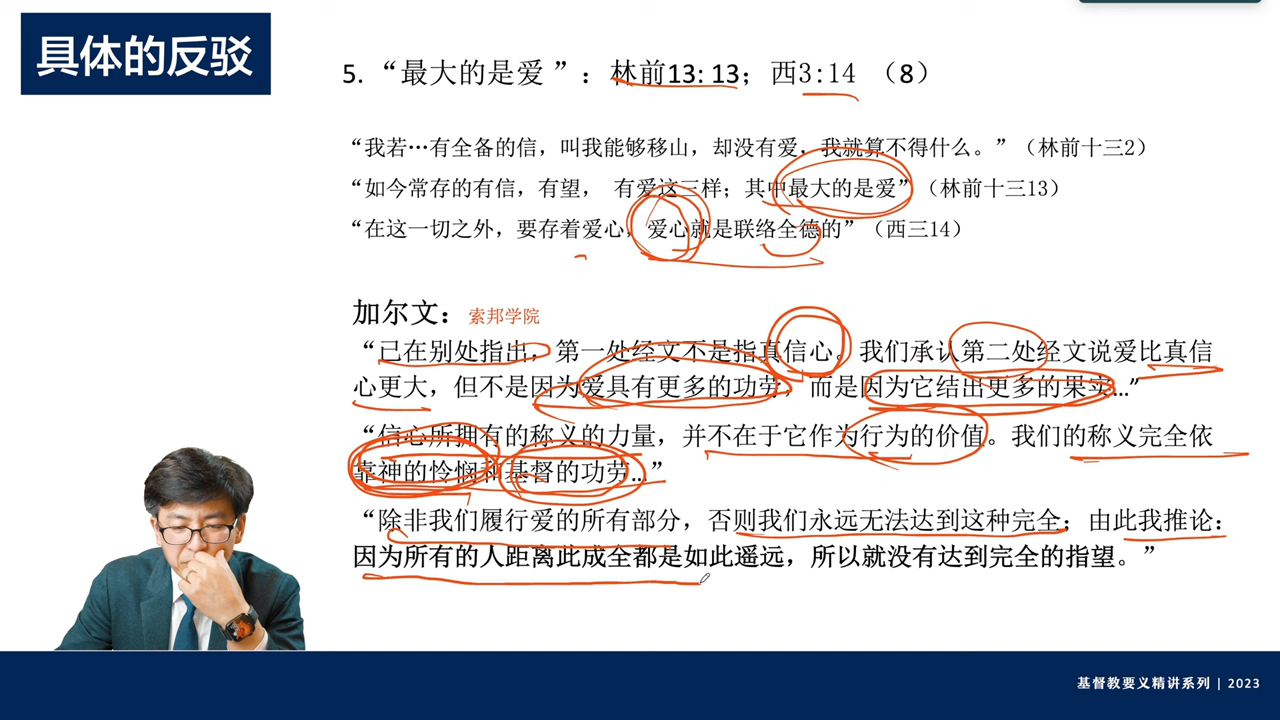 具体的反驳
5. “最大的是爱 ”：林前13: 13；西3:14 （8）
“我若…有全备的信，叫我能够移山，却没有爱，我就算不得什么。”（林前十三2）
“如今常存的有信，有望， 有爱这三样；其中最大的是爱”（林前十三13）
“在这一切之外，要存着爱心，爱心就是联络全德的”（西三14）
加尔文：索邦学院
“已在别处指出，第一处经文不是指真信心。我们承认第二处经文说爱比真信
心更大，但不是因为爱具有更多的功劳，而是因为它结出更多的果实…”
“信心所拥有的称义的力量，并不在于它作为行为的价值。我们的称义完全依
靠神的怜悯和基督的功劳…”
“除非我们履行爱的所有部分，否则我们永远无法达到这种完全；由此我推论：
因为所有的人距离此成全都是如此遥远，所以就没有达到完全的指望。”
基督教要义精讲系列 | 2023